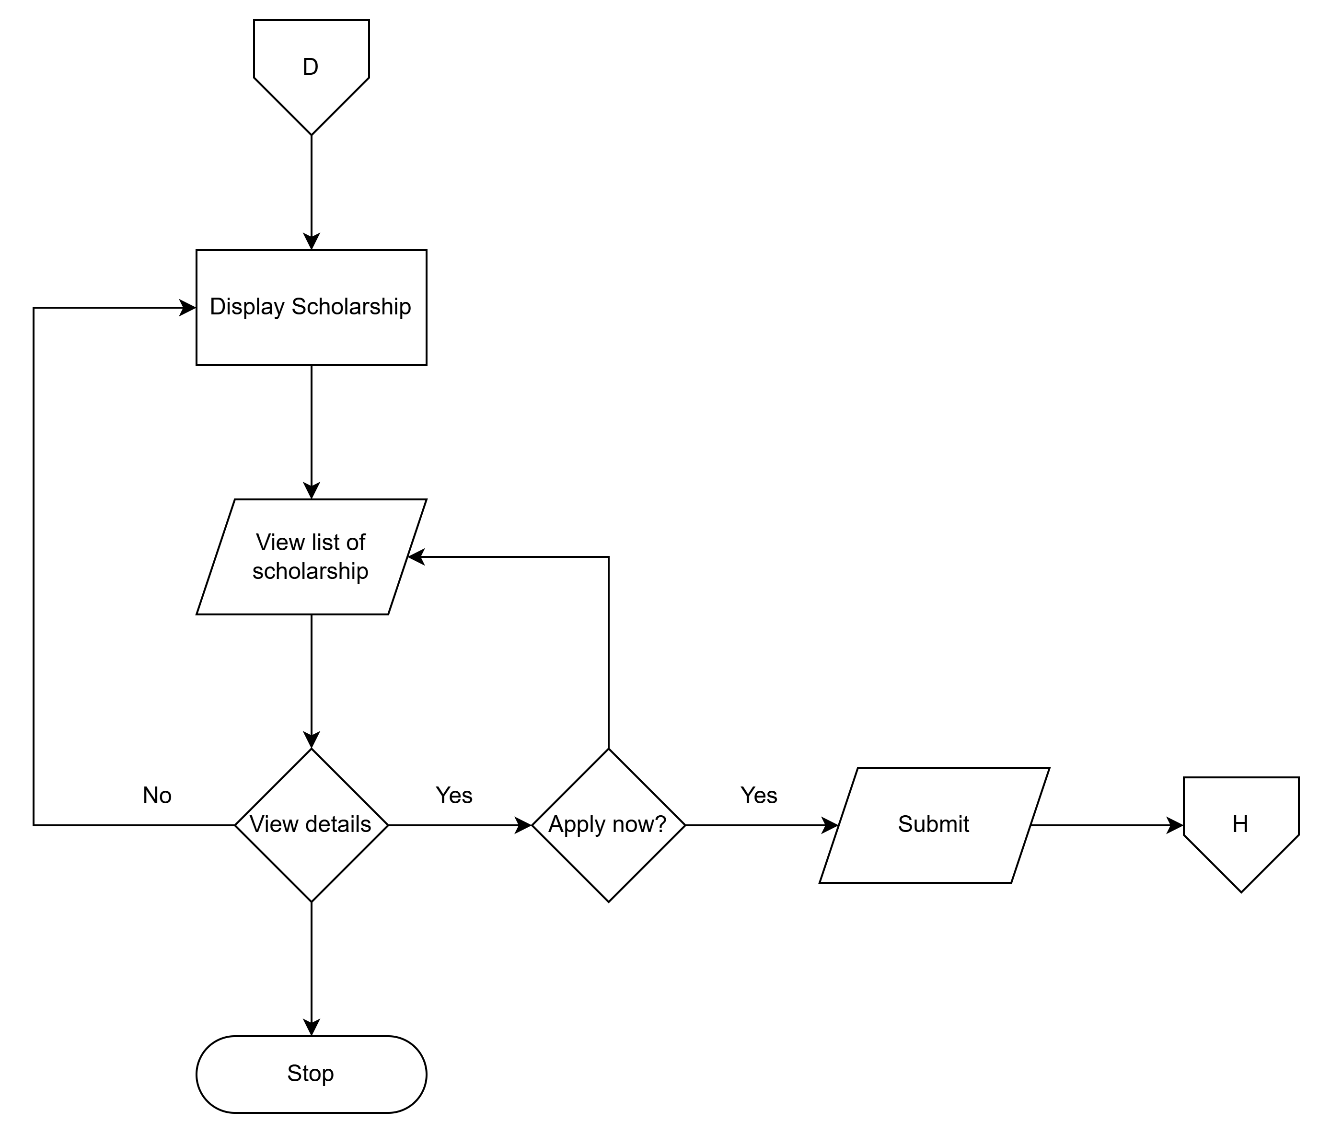 D
Display Scholarship
View list of
scholarship
No
View details
Yes
Apply now?
Yes
Submit
H
Stop